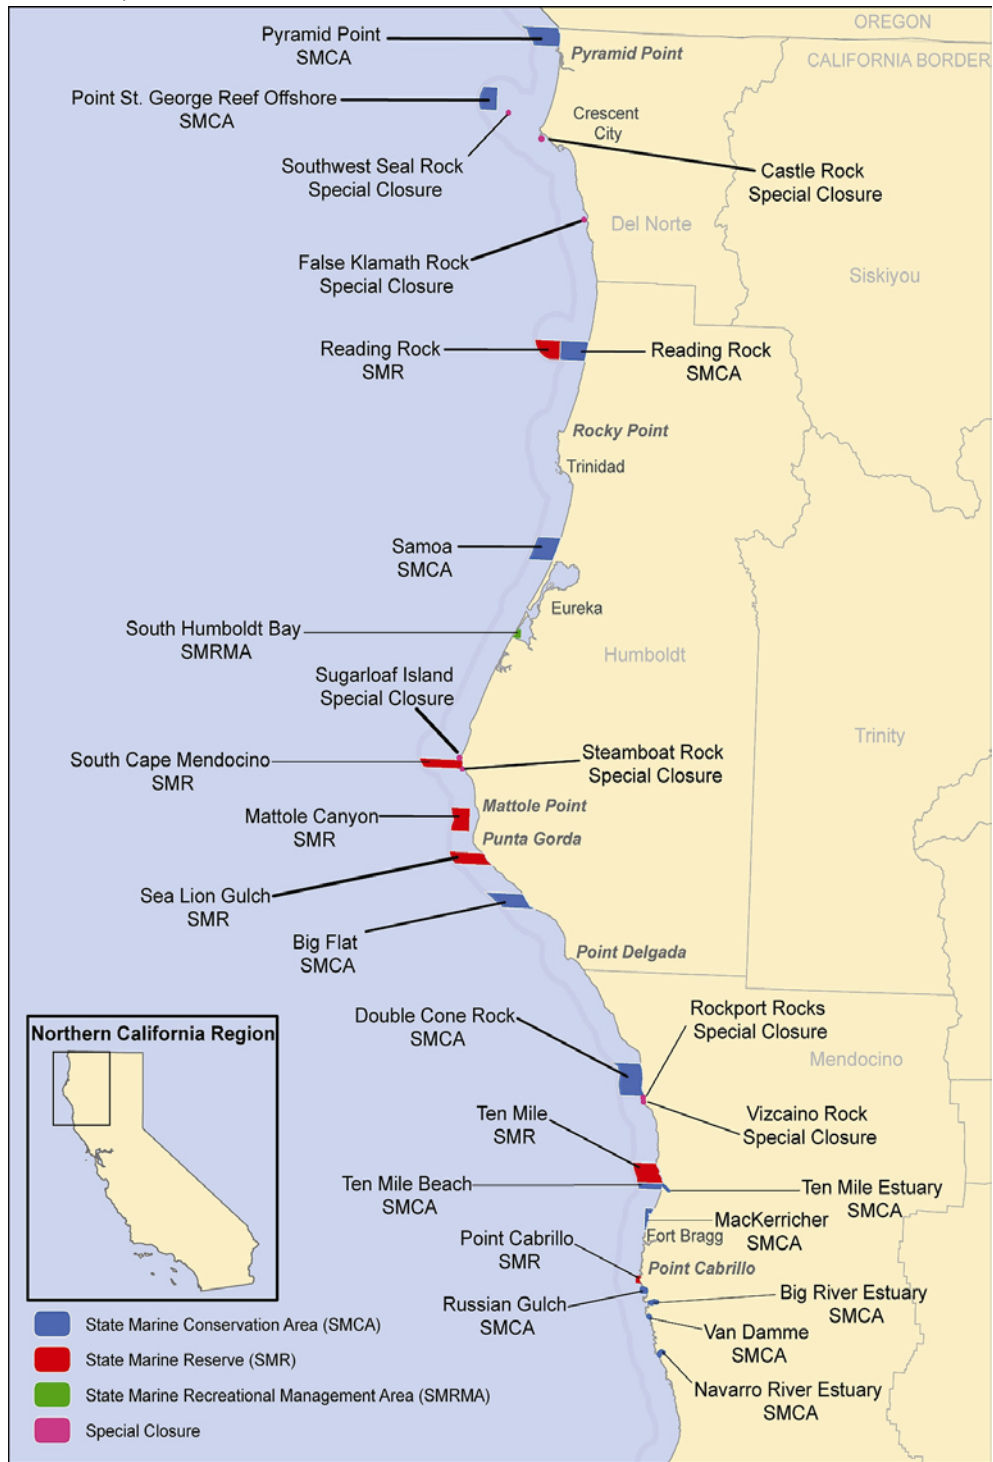 OREGON
Pyramid Point
SMCA
Pyramid Point
CALIFORNIA BORDER
Point St. George Reef Offshore
SMCA
Crescent
City
Southwest Seal Rock
Special Closure
Castle Rock
Special Closure
Del Norte
False Klamath Rock
Special Closure
Siskiyou
Reading Rock
SMR
Reading Rock
SMCA
Rocky Point
Trinidad
Samoa
SMCA
Eureka
South Humboldt Bay
SMRMA
Humboldt
Sugarloaf Island
Special Closure
Trinity
South Cape Mendocino
SMR
Steamboat Rock
Special Closure
Mattole Point
Mattole Canyon
SMR
Punta Gorda
Sea Lion Gulch
SMR
Big Flat
SMCA
Point Delgada
Double Cone Rock
SMCA
Rockport Rocks
Special Closure
Mendocino
Ten Mile
SMR
Vizcaino Rock
Special Closure
Ten Mile Beach
SMCA
Ten Mile Estuary
SMCA
MacKerricher
SMCA
Fort Bragg
Point Cabrillo
SMR
Point Cabrillo
Russian Gulch
SMCA
Big River Estuary
SMCA
Van Damme
SMCA
Navarro River Estuary
SMCA
Northern California Region
State Marine Conservation Area (SMCA)
State Marine Reserve (SMR)
State Marine Recreational Management Area (SMRMA)
Special Closure